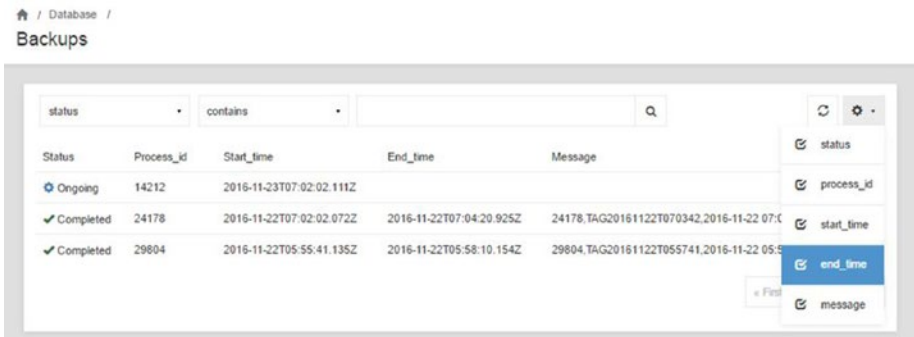 / Database /
Backups
status contains
status
Status Process_id Start_time End_time Message
Ongoing 14212 2016-11-23T07:02:02.111Z
process_id
Completed 24178 2016-11-22T07:02:02.072Z 2016-11-22T07:04:20.925Z 24178,TAG20161122T070342,2016-11-22 07:0
start_time
Completed 29804 2016-11-22T05:55:41.135Z 2016-11-22T05:58:10.154Z 29804,TAG20161122T055741,2016-11-22 05:5
end_time
« First
message